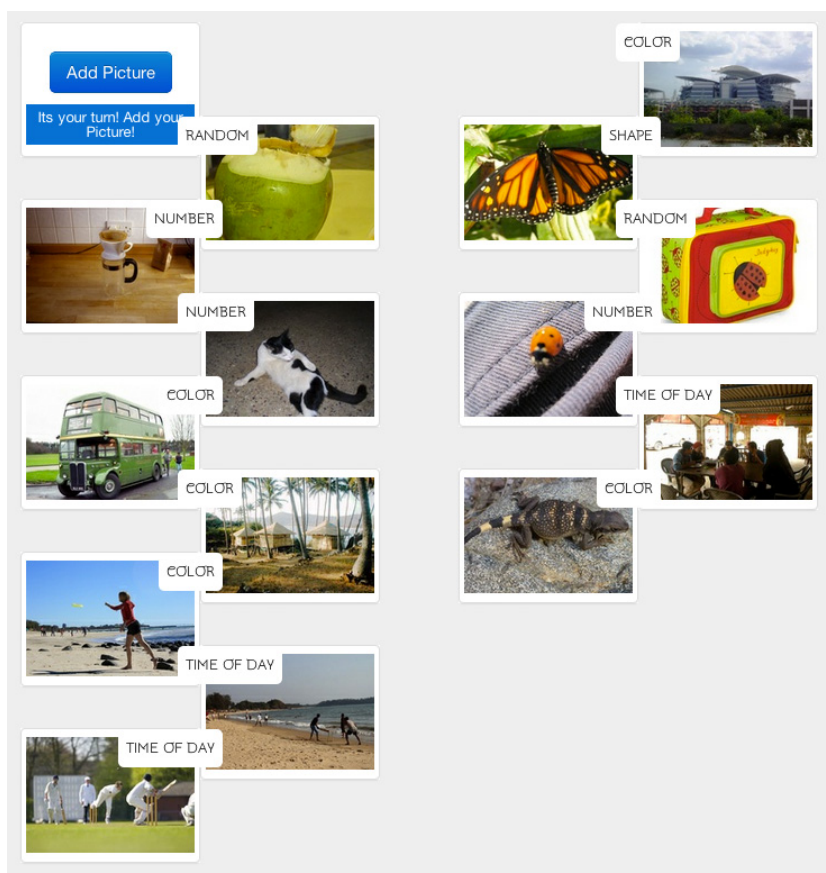 Add Picture
Its your turn! Add your
Picture!
RANDOM
NUMBER
NUMBER
COLOR
COLOR
COLOR
TIME OF DAY
TIME OF DAY
COLOR
SHAPE
RANDOM
NUMBER
TIME OF DAY
COLOR